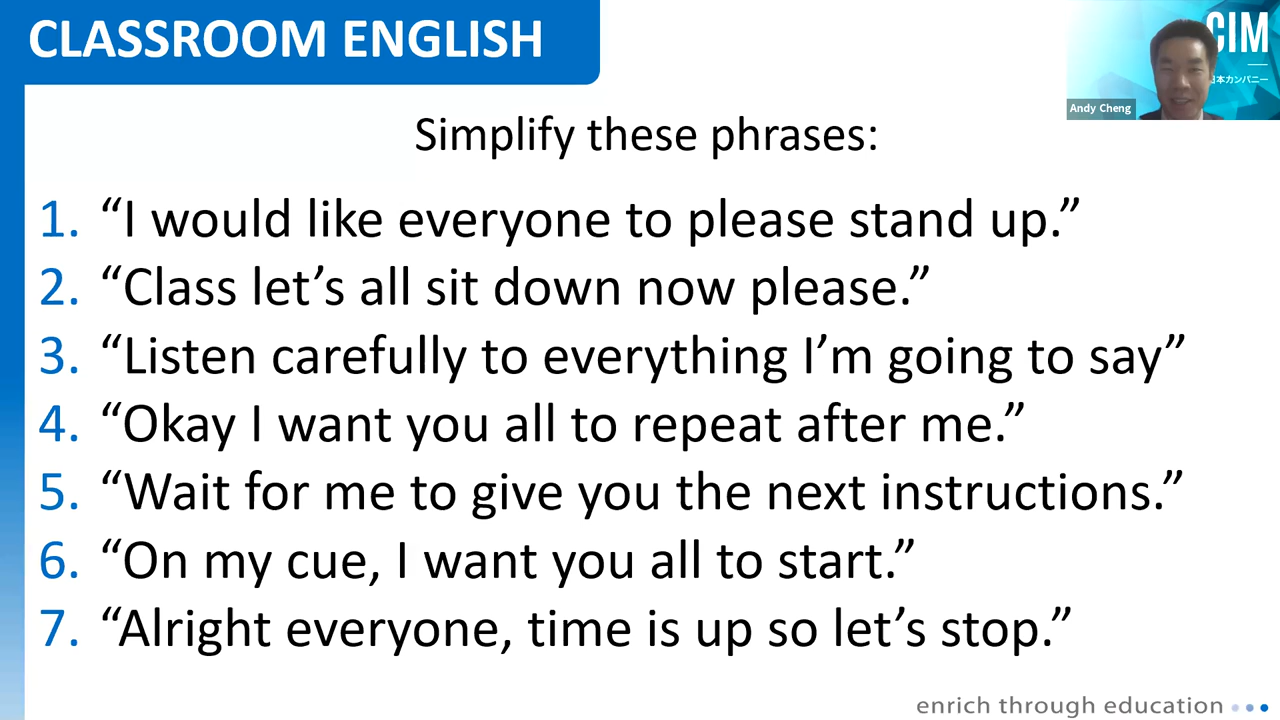 CLASSROOM ENGLISH
CIM
日本カンパニー
Andy Cheng
Simplify these phrases:
1. “I would like everyone to please stand up.”
2. “Class let’s all sit down now please.”
3. “Listen carefully to everything I’m going to say”
4. “Okay I want you all to repeat after me.”
5. “Wait for me to give you the next instructions.”
6. “On my cue, I want you all to start.”
7. “Alright everyone, time is up so let’s stop.”
enrich through education